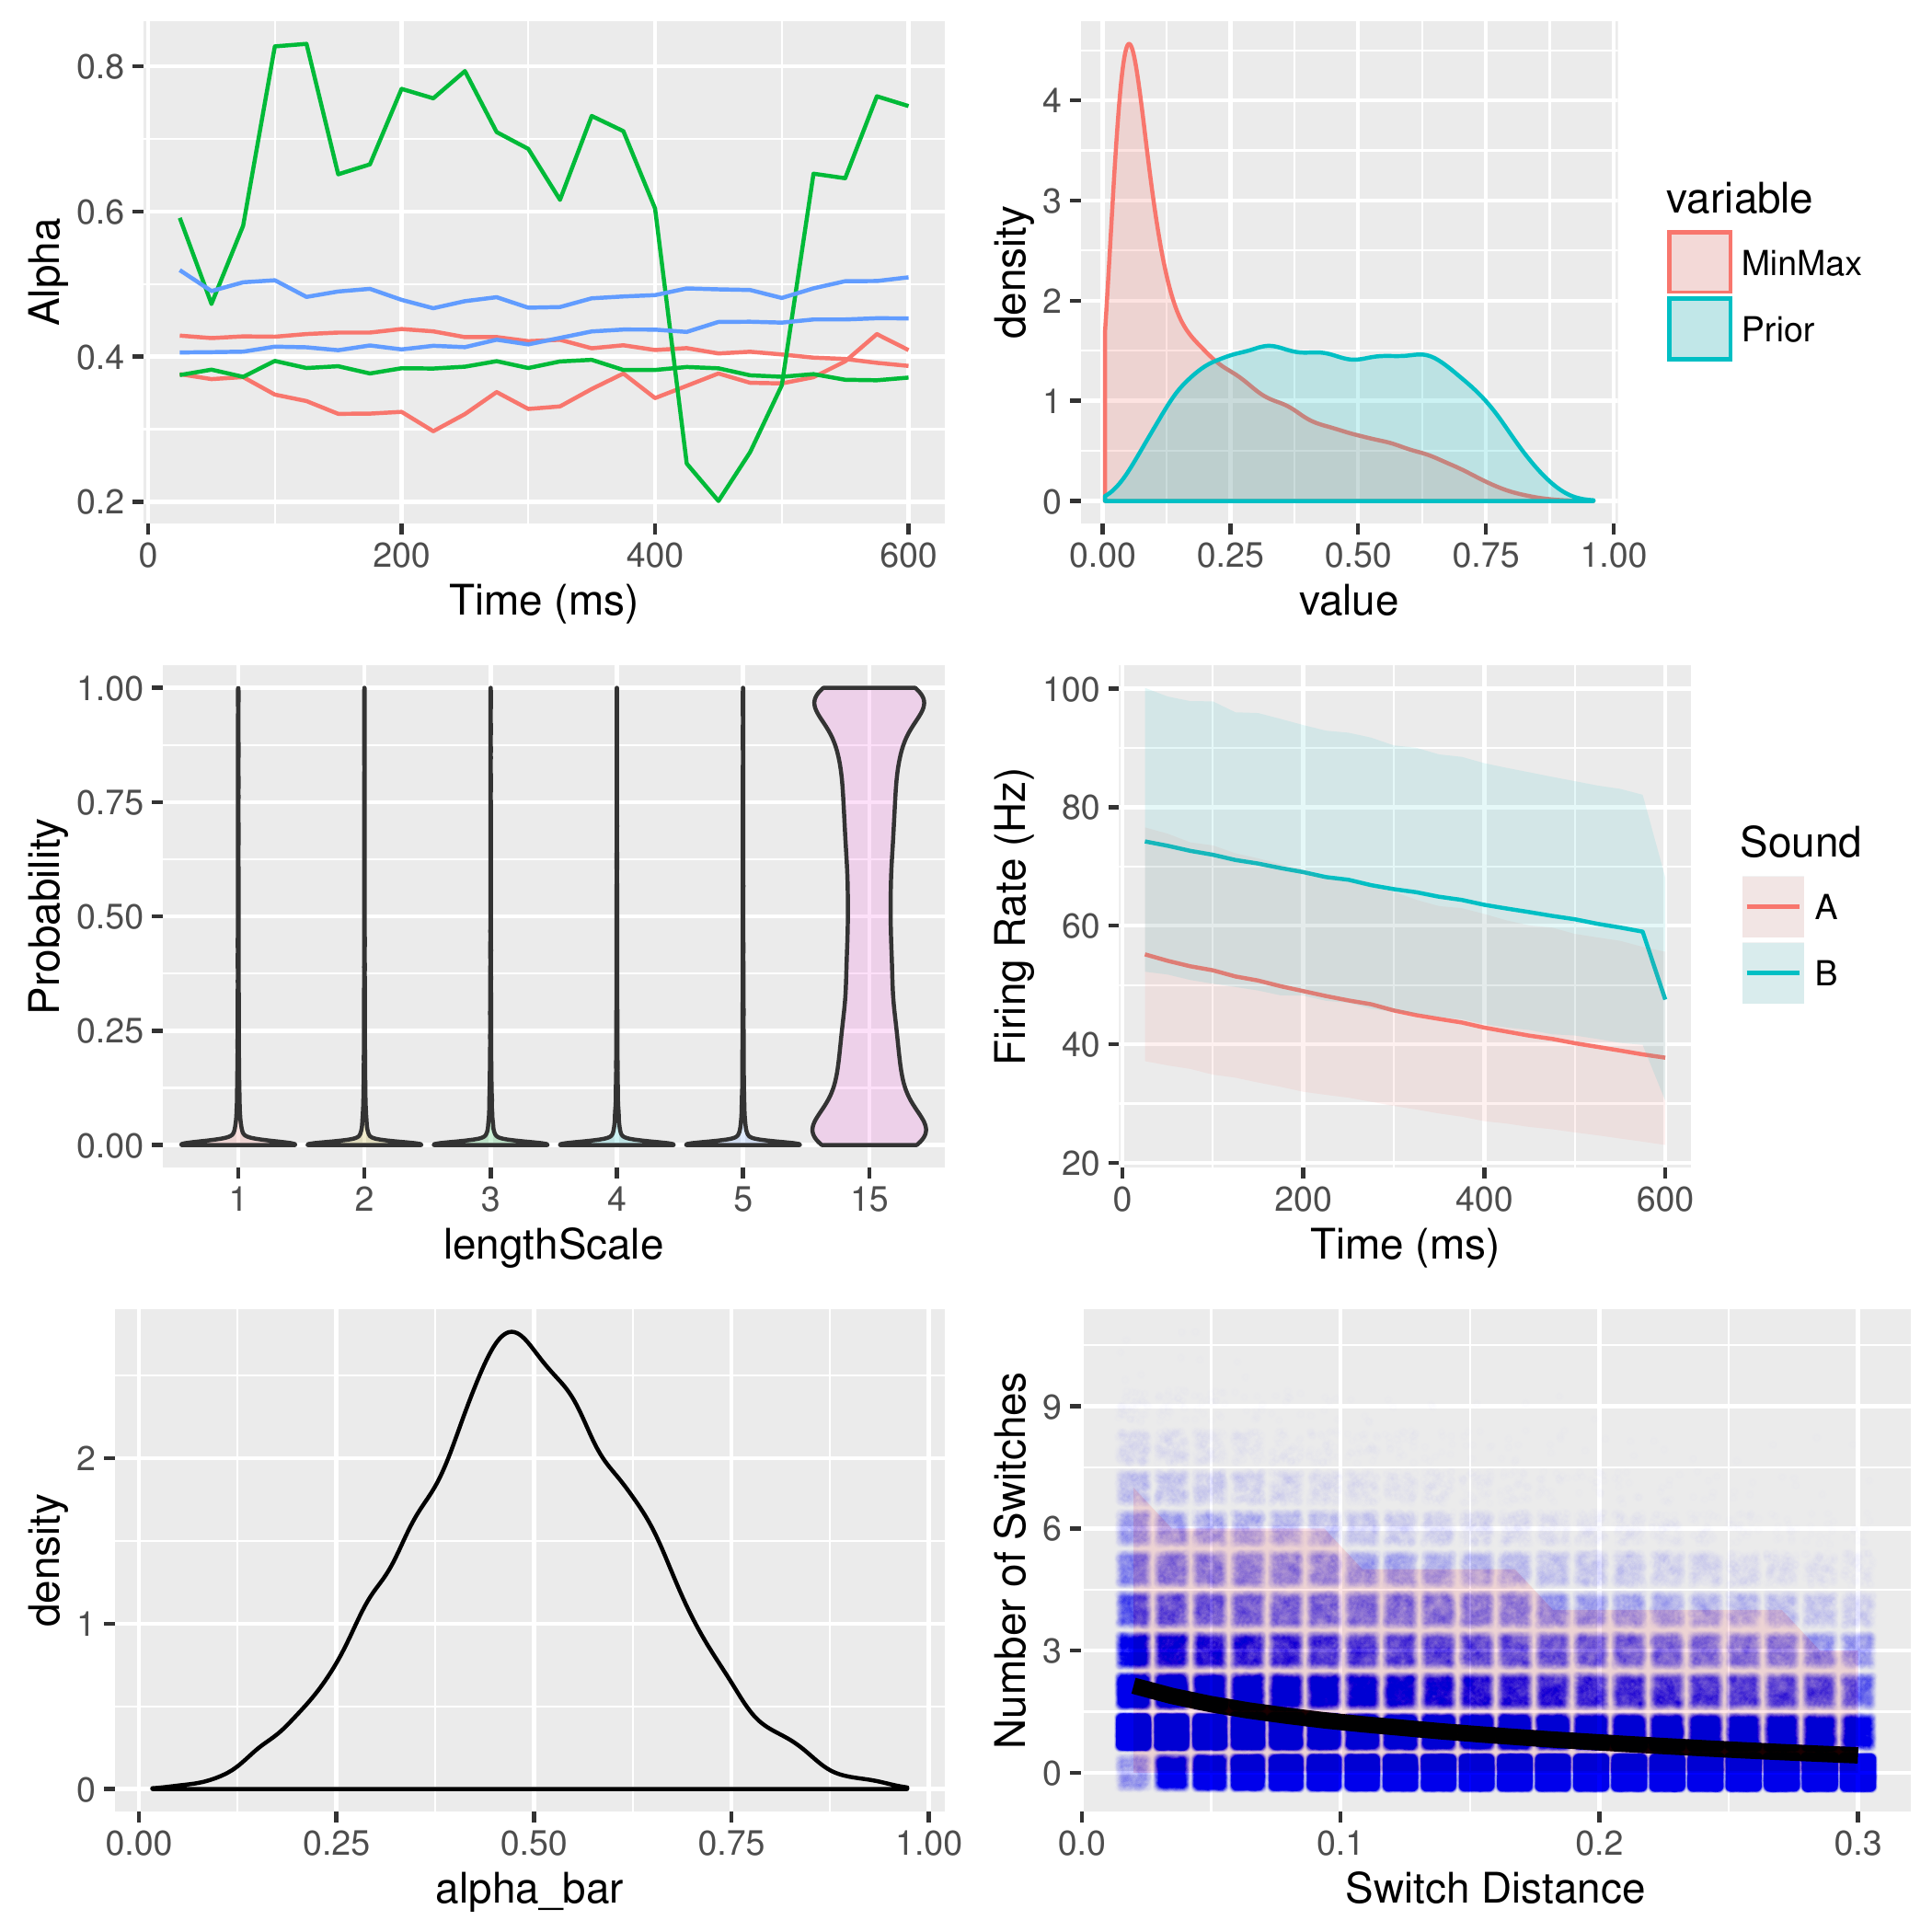 Alpha
0.8
0.6
0.4
0.2
0 200 400 600
Time (ms)
density
4
3
2
1
0
0.00 0.25 0.50 0.75 1.00
value
variable
MinMax
Prior
Probability
1.00
0.75
0.50
0.25
0.00
1 2 3 4 5 15
lengthScale
Firing Rate (Hz)
100
80
60
40
20
0 200 400 600
Time (ms)
Sound
A
B
density
2
1
0
0.00 0.25 0.50 0.75 1.00
alpha_bar
Number of Switches
9
6
3
0
0.0 0.1 0.2 0.3
Switch Distance